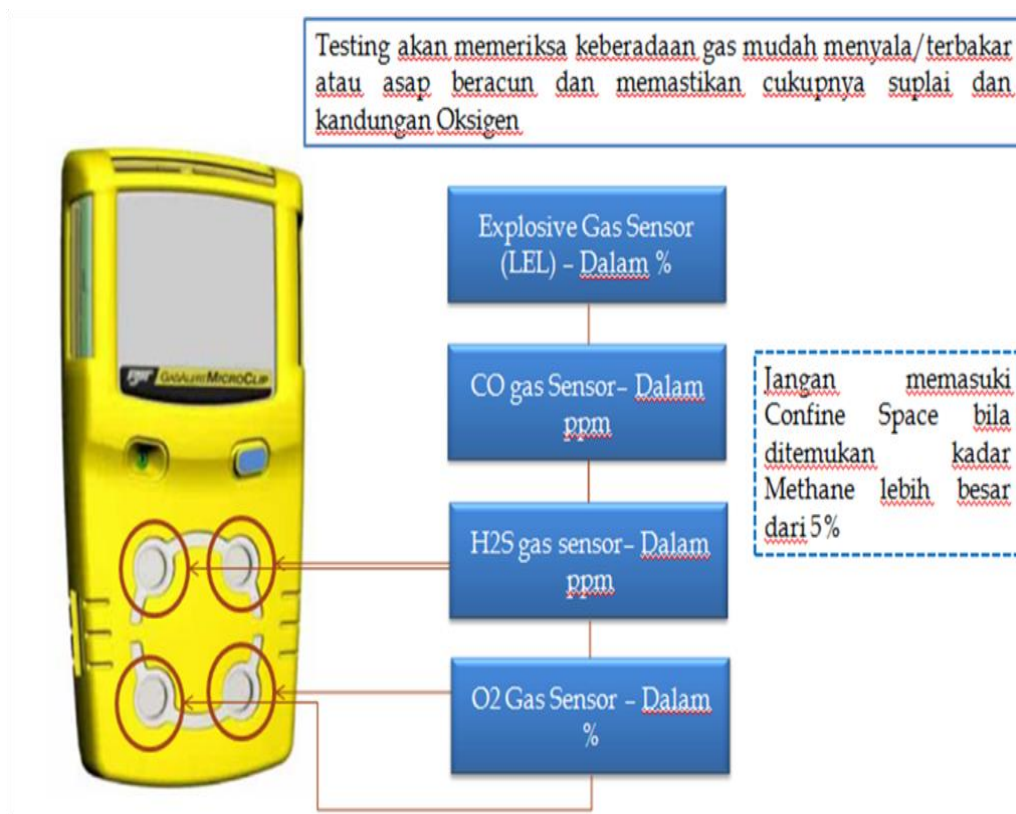 Testing akan memeriksa keberadaan gas mudah menyala/terbakar
atau asap beracun dan memastikan cukupnya suplai dan
kandungan Oksigen
Explosive Gas Sensor
(LEL) – Dalam %
CO gas Sensor– Dalam
ppm
Jangan memasuki
Confine Space bila
ditemukan kadar
Methane lebih besar
dari 5%
GasAlertMicroClip
H2S gas sensor– Dalam
ppm
O2 Gas Sensor – Dalam
%